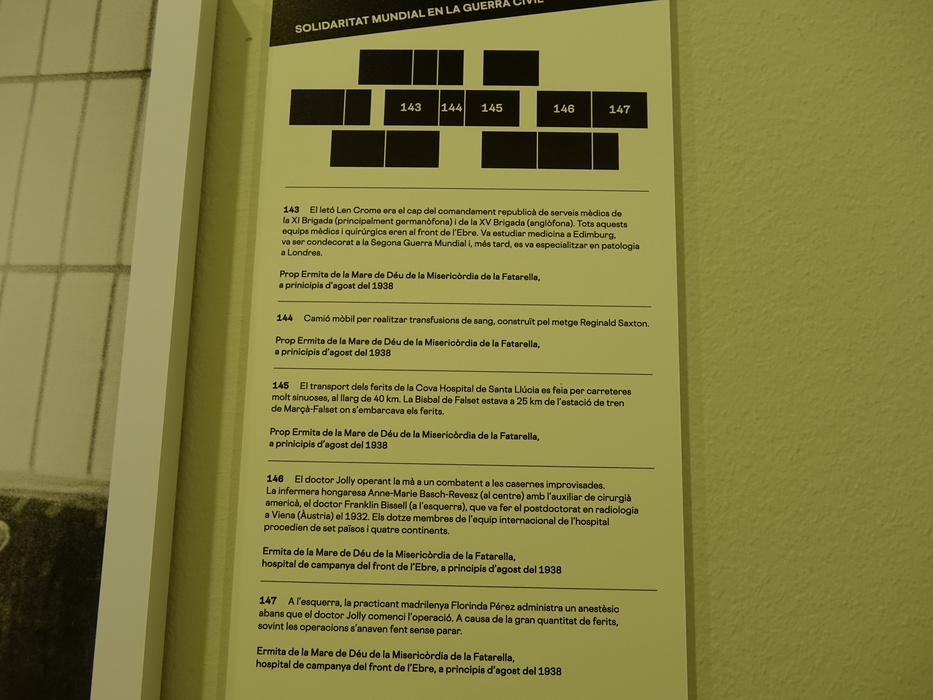 SOLIDARITAT MUNDIAL EN LA GUERRA CIVIL
143 144 145 146 147
143 El letó Len Crome era el cap del comandament republicà de serveis mèdics de
la XI Brigada (principalment germanòfona) i de la XV Brigada (anglòfona). Tots aquests
equips mèdics i quirúrgics eren al front de l'Ebre. Va estudiar medicina a Edimburg,
va ser condecorat a la Segona Guerra Mundial i, més tard, es va especialitzar en patologia
a Londres.
Prop Ermita de la Mare de Déu de la Misericòrdia de la Fatarella,
a prinicipis d'agost del 1938
144 Camió mòbil per realitzar transfusions de sang, construït pel metge Reginald Saxton.
Prop Ermita de la Mare de Déu de la Misericòrdia de la Fatarella,
a prinicipis d'agost del 1938
145 El transport dels ferits de la Cova Hospital de Santa Llúcia es feia per carreteres
molt sinuoses, al llarg de 40 km. La Bisbal de Falset estava a 25 km de l'estació de tren
de Marçà-Falset on s'embarcava els ferits.
Prop Ermita de la Mare de Déu de la Misericòrdia de la Fatarella,
a prinicipis d'agost del 1938
146 El doctor Jolly operant la mà a un combatent a les casernes improvisades.
La infermera hongaresa Anne-Marie Basch-Revesz (al centre) amb l'auxiliar de cirurgià
americà, el doctor Franklin Bissell (a l'esquerra), que va fer el postdoctorat en radiologia
a Viena (Àustria) el 1932. Els dotze membres de l'equip internacional de l'hospital
procedien de set països i quatre continents.
Ermita de la Mare de Déu de la Misericòrdia de la Fatarella,
hospital de campanya del front de l'Ebre, a principis d'agost del 1938
147 A l'esquerra, la practicant madrilenya Florinda Pérez administra un anestèsic
abans que el doctor Jolly comenci l'operació. A causa de la gran quantitat de ferits,
sovint les operacions s'anaven fent sense parar.
Ermita de la Mare de Déu de la Misericòrdia de la Fatarella,
hospital de campanya del front de l'Ebre, a principis d'agost del 1938